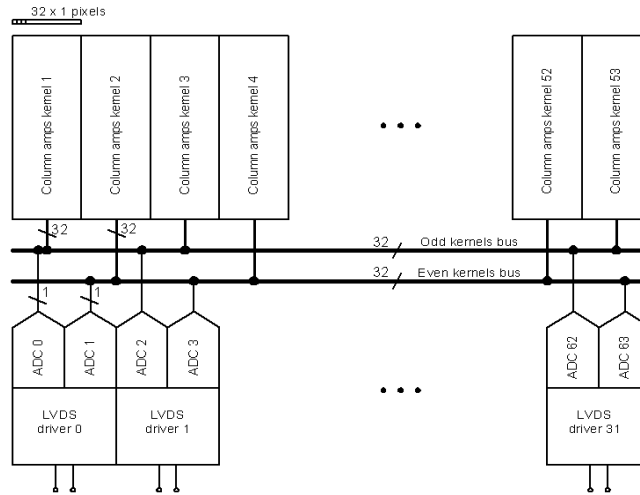 32 x 1 pixels
Column amps kernel 1
Column amps kernel 2
Column amps kernel 3
Column amps kernel 4
Column amps kernel 52
Column amps kernel 53
32
32
32
Odd kernels bus
32
Even kernels bus
1
1
ADC 0
ADC 1
ADC 2
ADC 3
ADC 62
ADC 63
LVDS
driver 0
LVDS
driver 1
LVDS
driver 31